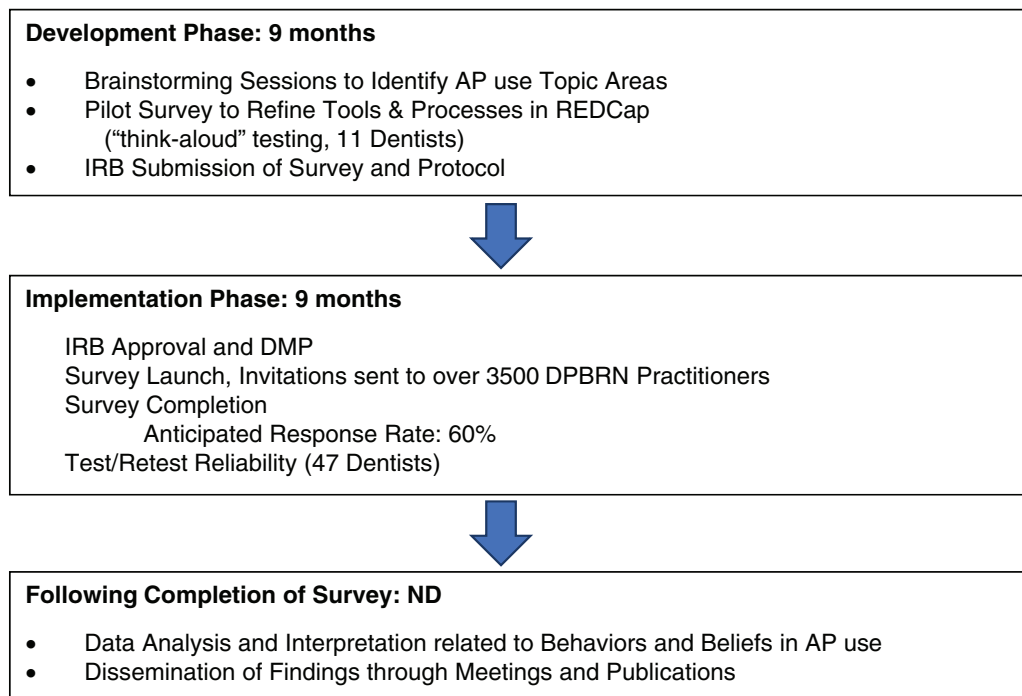 Development Phase: 9 months
• Brainstorming Sessions to Identify AP use Topic Areas
• Pilot Survey to Refine Tools & Processes in REDCap
(“think-aloud” testing, 11 Dentists)
• IRB Submission of Survey and Protocol
Implementation Phase: 9 months
IRB Approval and DMP
Survey Launch, Invitations sent to over 3500 DPBRN Practitioners
Survey Completion
Anticipated Response Rate: 60%
Test/Retest Reliability (47 Dentists)
Following Completion of Survey: ND
• Data Analysis and Interpretation related to Behaviors and Beliefs in AP use
• Dissemination of Findings through Meetings and Publications